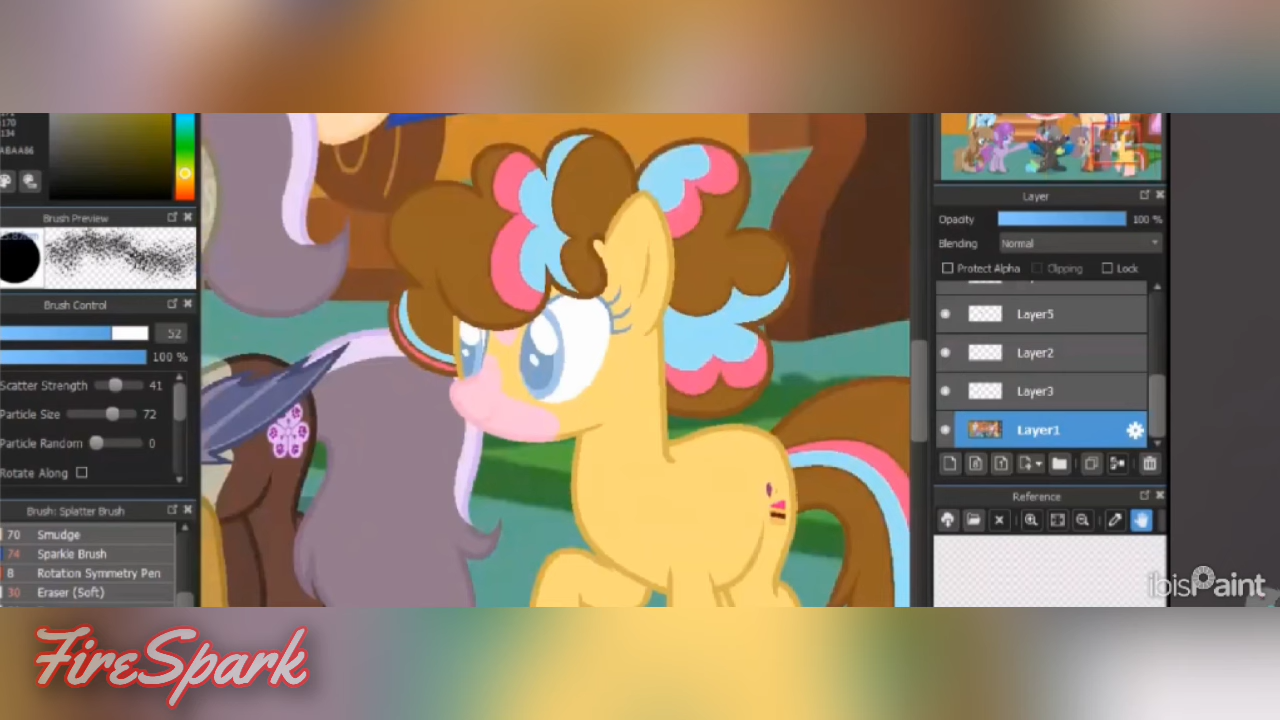 170
134
ABAA86
Brush Preview
Brush Control
52
100 %
Scatter Strength 41
Particle Size 72
Particle Random 0
Rotate Along
Brush: Splatter Brush
70 Smudge
74 Sparkle Brush
8 Rotation Symmetry Pen
30 Eraser (Soft)
Layer
Opacity 100 %
Blending Normal
Protect Alpha Clipping Lock
Layer5
Layer2
Layer3
Layer1
Reference
ibisPaint
FireSpark